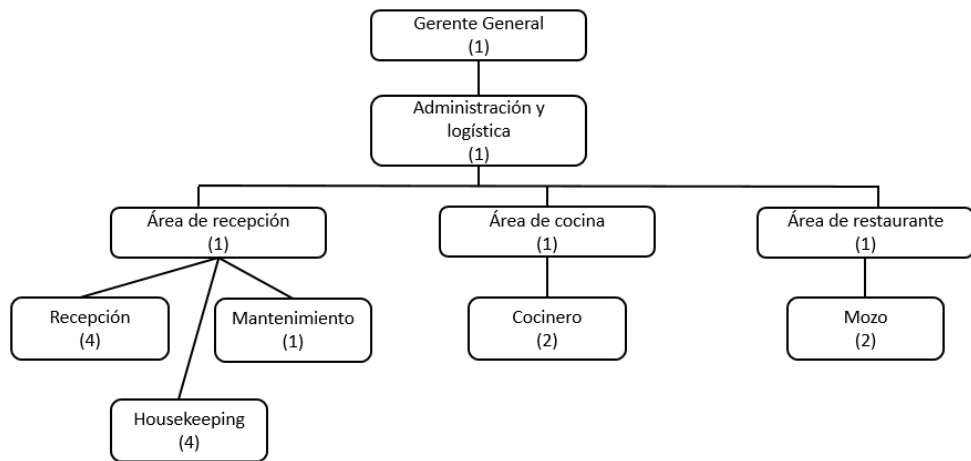 Gerente General
(1)
Administración y
logística
(1)
Área de recepción
(1)
Área de cocina
(1)
Área de restaurante
(1)
Recepción
(4)
Mantenimiento
(1)
Cocinero
(2)
Mozo
(2)
Housekeeping
(4)